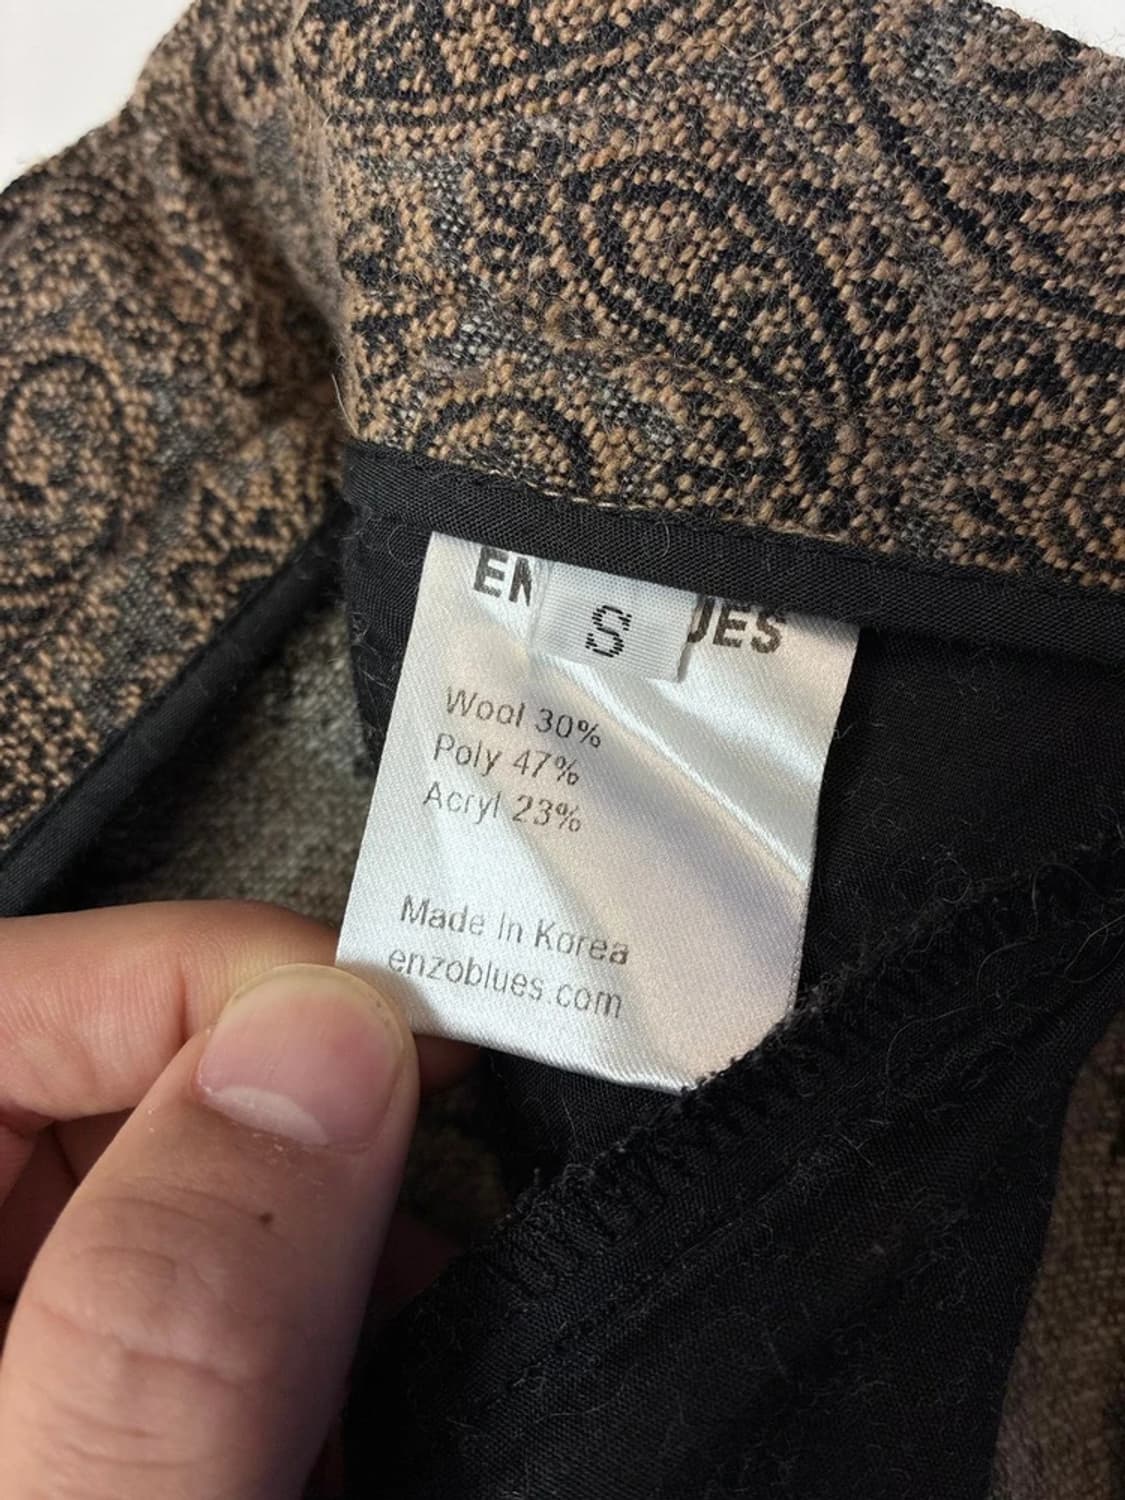 S
Wool 30%
Poly 47%
Acryl 23%
Made In Korea
enzoblues.com